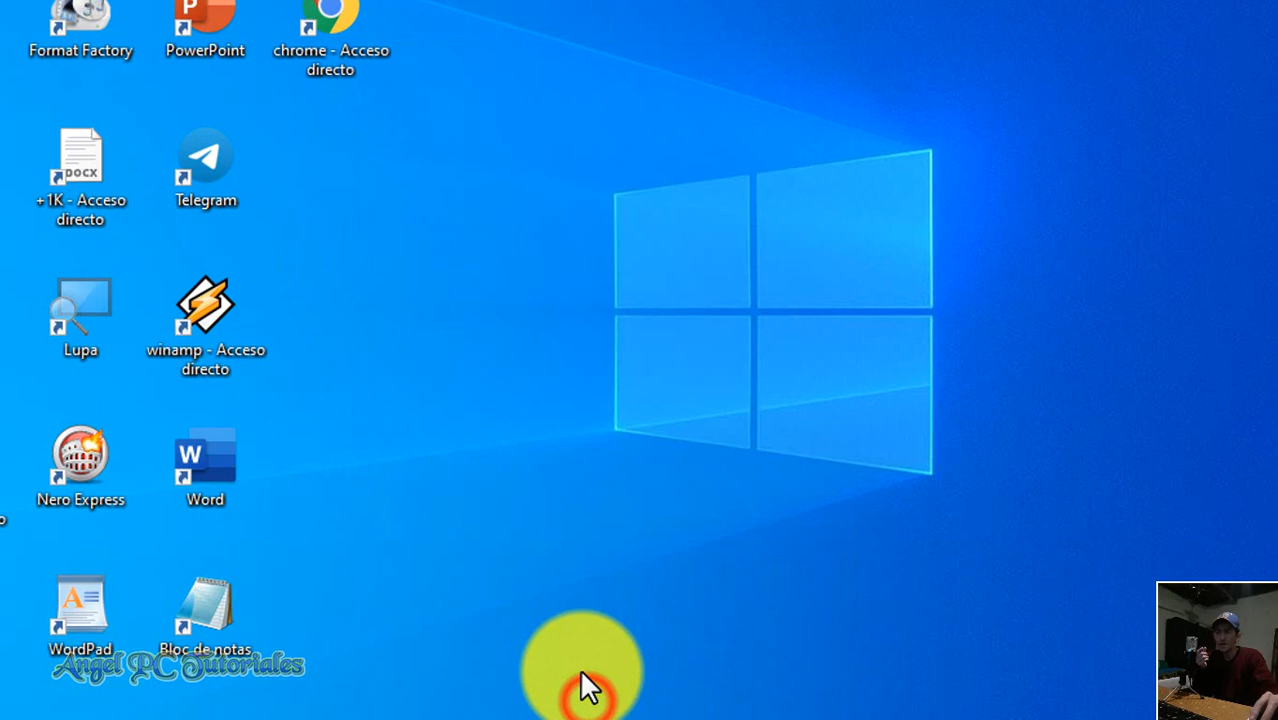 Format Factory
PowerPoint
chrome - Acceso
directo
P
pocx
+1K - Acceso
directo
Telegram
Lupa
winamp - Acceso
directo
Nero Express
W
Word
o
A
WordPad
Bloc de notas
Angel PC Tutoriales